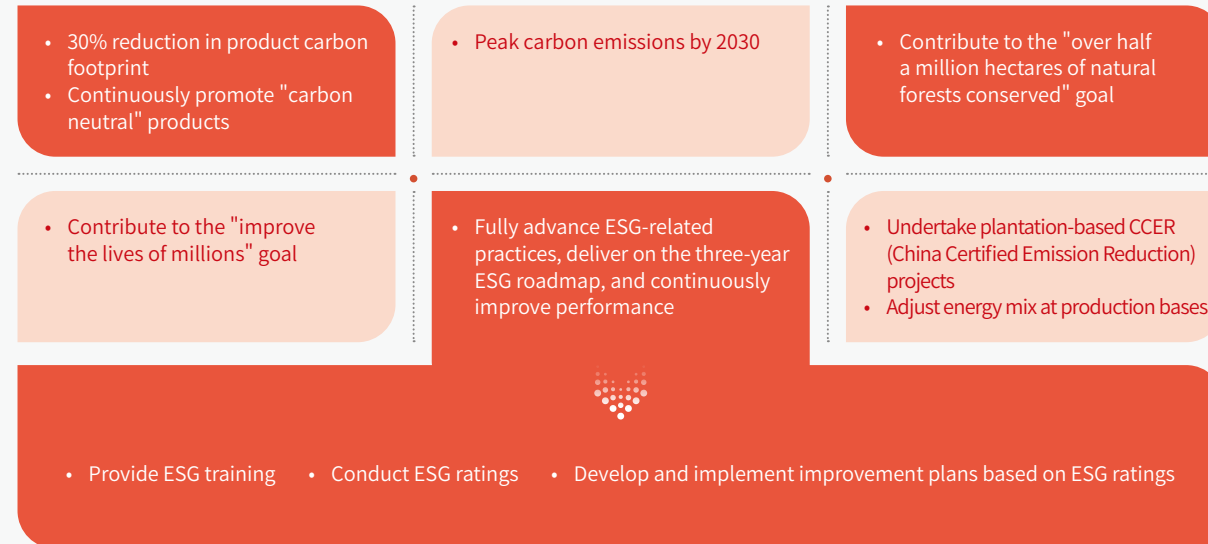 • 30% reduction in product carbon
footprint
• Continuously promote "carbon
neutral" products
• Peak carbon emissions by 2030
• Contribute to the "over half
a million hectares of natural
forests conserved" goal
• Contribute to the "improve
the lives of millions" goal
• Fully advance ESG-related
practices, deliver on the three-year
ESG roadmap, and continuously
improve performance
• Undertake plantation-based CCER
(China Certified Emission Reduction)
projects
• Adjust energy mix at production bases
• Provide ESG training • Conduct ESG ratings • Develop and implement improvement plans based on ESG ratings